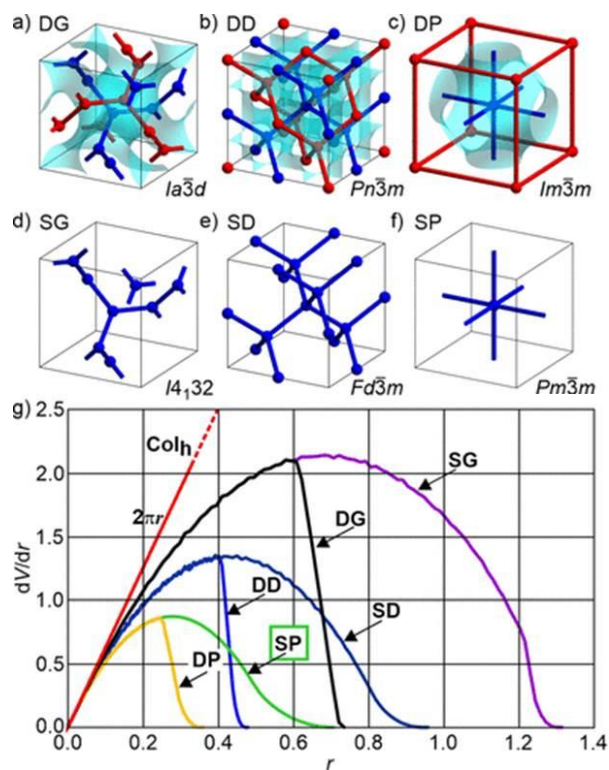 a) DG
b) DD
c) DP
Ia3̅d
Pn3̅m
Im3̅m
d) SG
e) SD
f) SP
I4₁32
Fd3̅m
Pm3̅m
g)
2.5
2.0
1.5
1.0
0.5
0.0
dV/dr
Colₕ
2πr
SG
DG
DD
SD
SP
DP
0.0 0.2 0.4 0.6 0.8 1.0 1.2 1.4
r